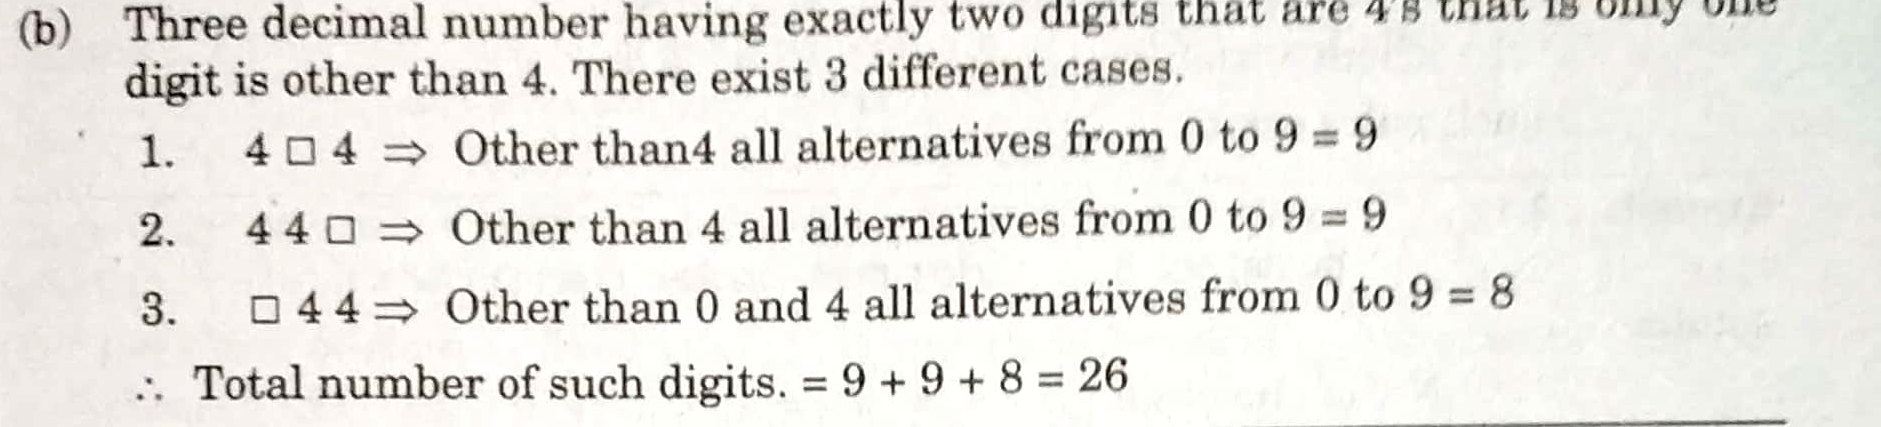 (b) Three decimal number having exactly two digits that are 4's that is only one
digit is other than 4. There exist 3 different cases.
1. 4 □ 4 ⇒ Other than4 all alternatives from 0 to 9 = 9
2. 4 4 □ ⇒ Other than 4 all alternatives from 0 to 9 = 9
3. □ 4 4 ⇒ Other than 0 and 4 all alternatives from 0 to 9 = 8
∴ Total number of such digits. = 9 + 9 + 8 = 26